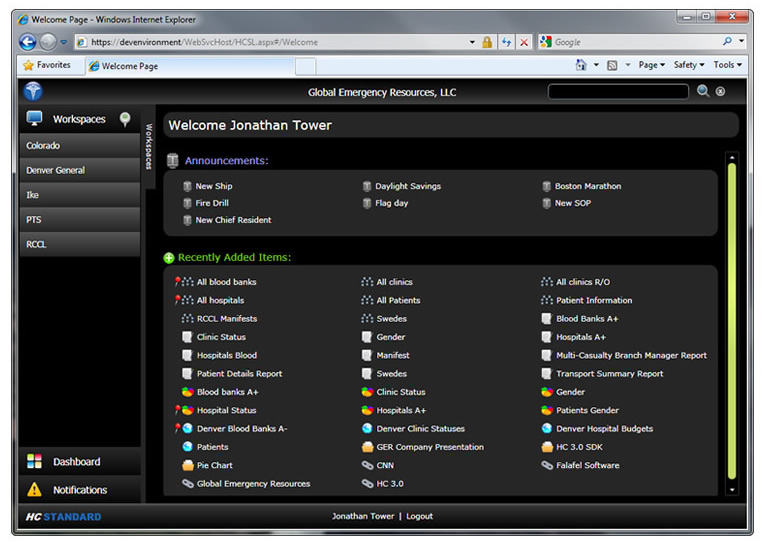 Welcome Page - Windows Internet Explorer
https://devenvironment/WebSvcHost/HCSL.aspx#/Welcome
Google
Favorites
Welcome Page
Page
Safety
Tools
Global Emergency Resources, LLC
Workspaces
Colorado
Denver General
Ike
PTS
RCCL
Workspaces
Welcome Jonathan Tower
Announcements:
New Ship Daylight Savings Boston Marathon
Fire Drill Flag day New SOP
New Chief Resident
Recently Added Items:
All blood banks All clinics All clinics R/O
All hospitals All Patients Patient Information
RCCL Manifests Swedes Blood Banks A+
Clinic Status Gender Hospitals A+
Hospitals Blood Manifest Multi-Casualty Branch Manager Report
Patient Details Report Swedes Transport Summary Report
Blood banks A+ Clinic Status Gender
Hospital Status Hospitals A+ Patients Gender
Denver Blood Banks A- Denver Clinic Statuses Denver Hospital Budgets
Patients GER Company Presentation HC 3.0 SDK
Pie Chart CNN Falafel Software
Global Emergency Resources HC 3.0
Dashboard
Notifications
HC STANDARD
Jonathan Tower | Logout